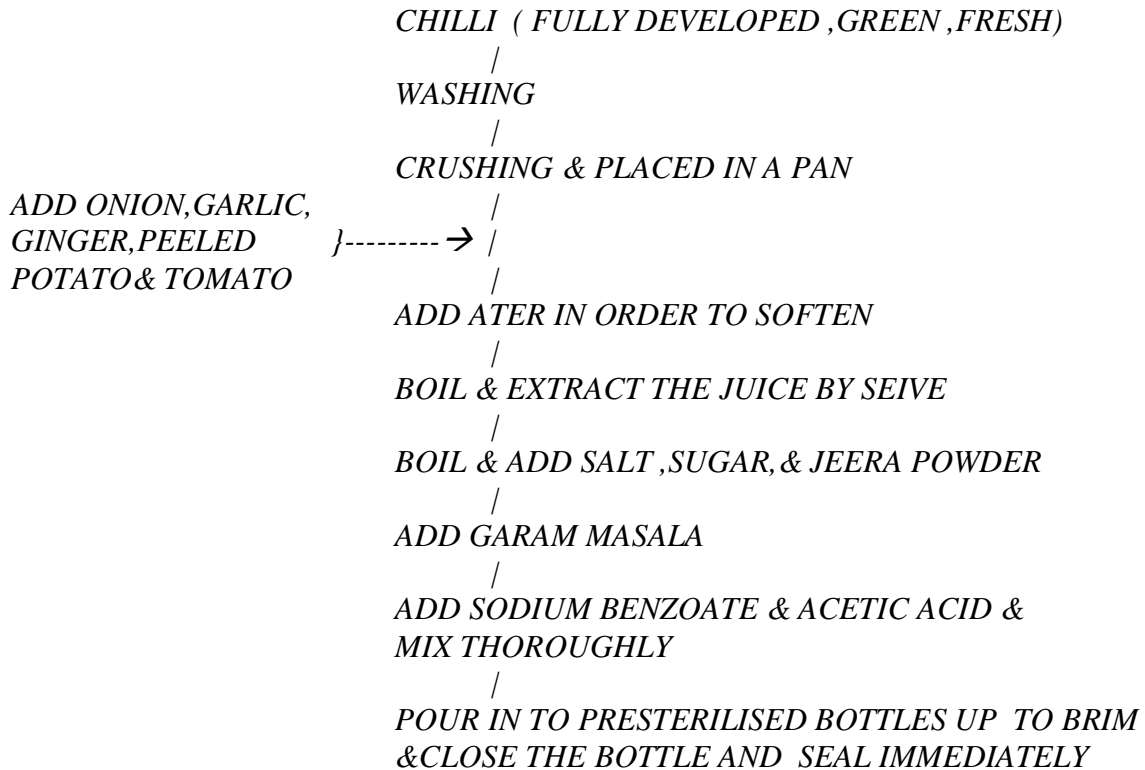 CHILLI ( FULLY DEVELOPED ,GREEN ,FRESH)
|
WASHING
|
CRUSHING & PLACED IN A PAN
ADD ONION,GARLIC, |
GINGER,PEELED }---------→ |
POTATO& TOMATO |
ADD ATER IN ORDER TO SOFTEN
|
BOIL & EXTRACT THE JUICE BY SEIVE
|
BOIL & ADD SALT ,SUGAR,& JEERA POWDER
|
ADD GARAM MASALA
|
ADD SODIUM BENZOATE & ACETIC ACID &
MIX THOROUGHLY
|
POUR IN TO PRESTERILISED BOTTLES UP TO BRIM
&CLOSE THE BOTTLE AND SEAL IMMEDIATELY